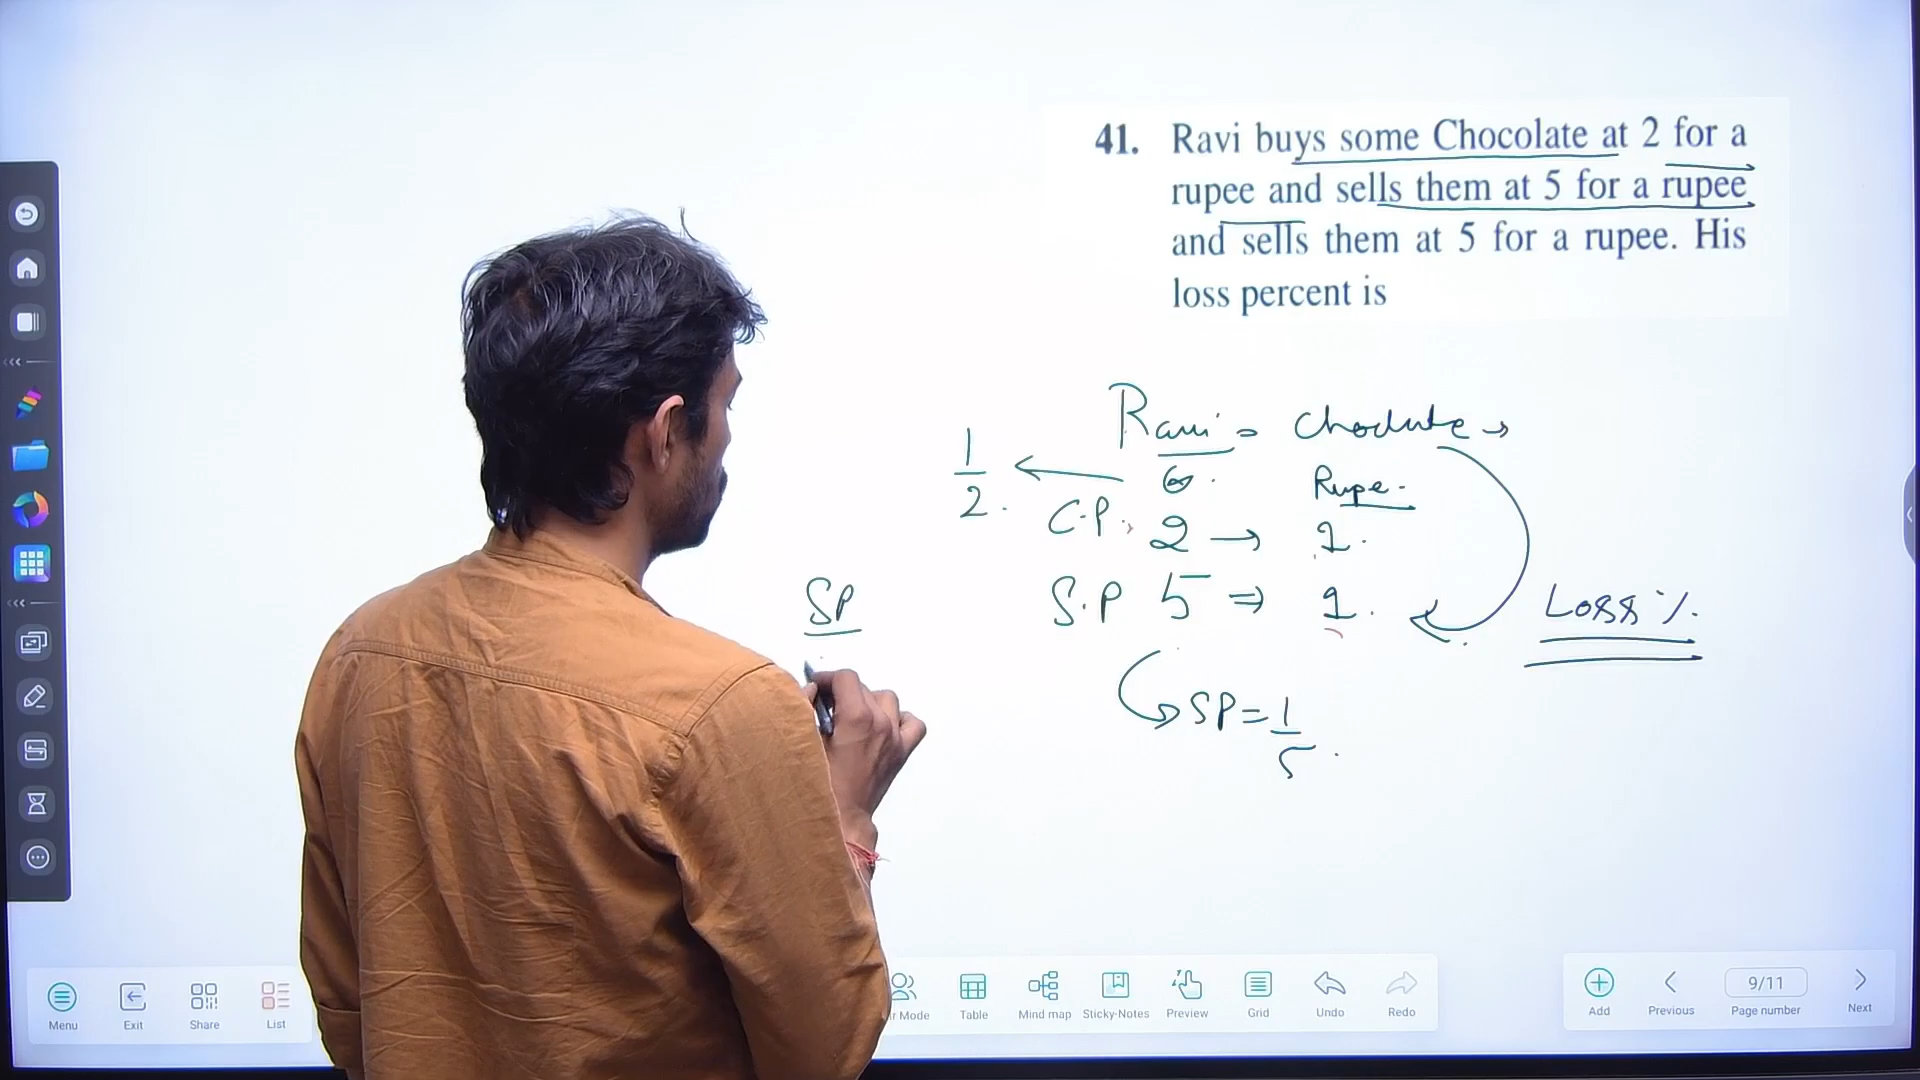 41. Ravi buys some Chocolate at 2 for a
rupee and sells them at 5 for a rupee
and sells them at 5 for a rupee. His
loss percent is
Ravi
Rupe.
1
2.
C.P. 2 → 1.
SP
S.P 5 ⇒ 1.
Loss %
SP = 1
5
Menu
Exit
Share
List
r Mode
Table
Mind map
Sticky-Notes
Preview
Grid
Undo
Redo
Add
Previous
9/11
Page number
Next